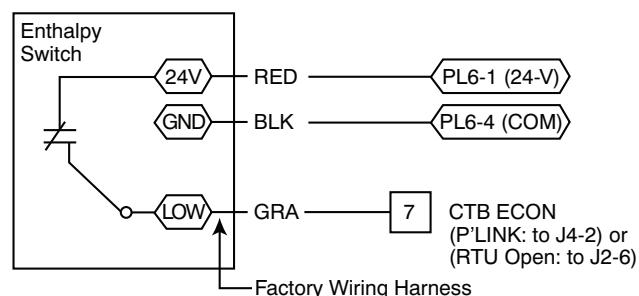 Enthalpy
Switch
24V RED PL6-1 (24-V)
GND BLK PL6-4 (COM)
LOW GRA 7 CTB ECON
(P'LINK: to J4-2) or
(RTU Open: to J2-6)
Factory Wiring Harness